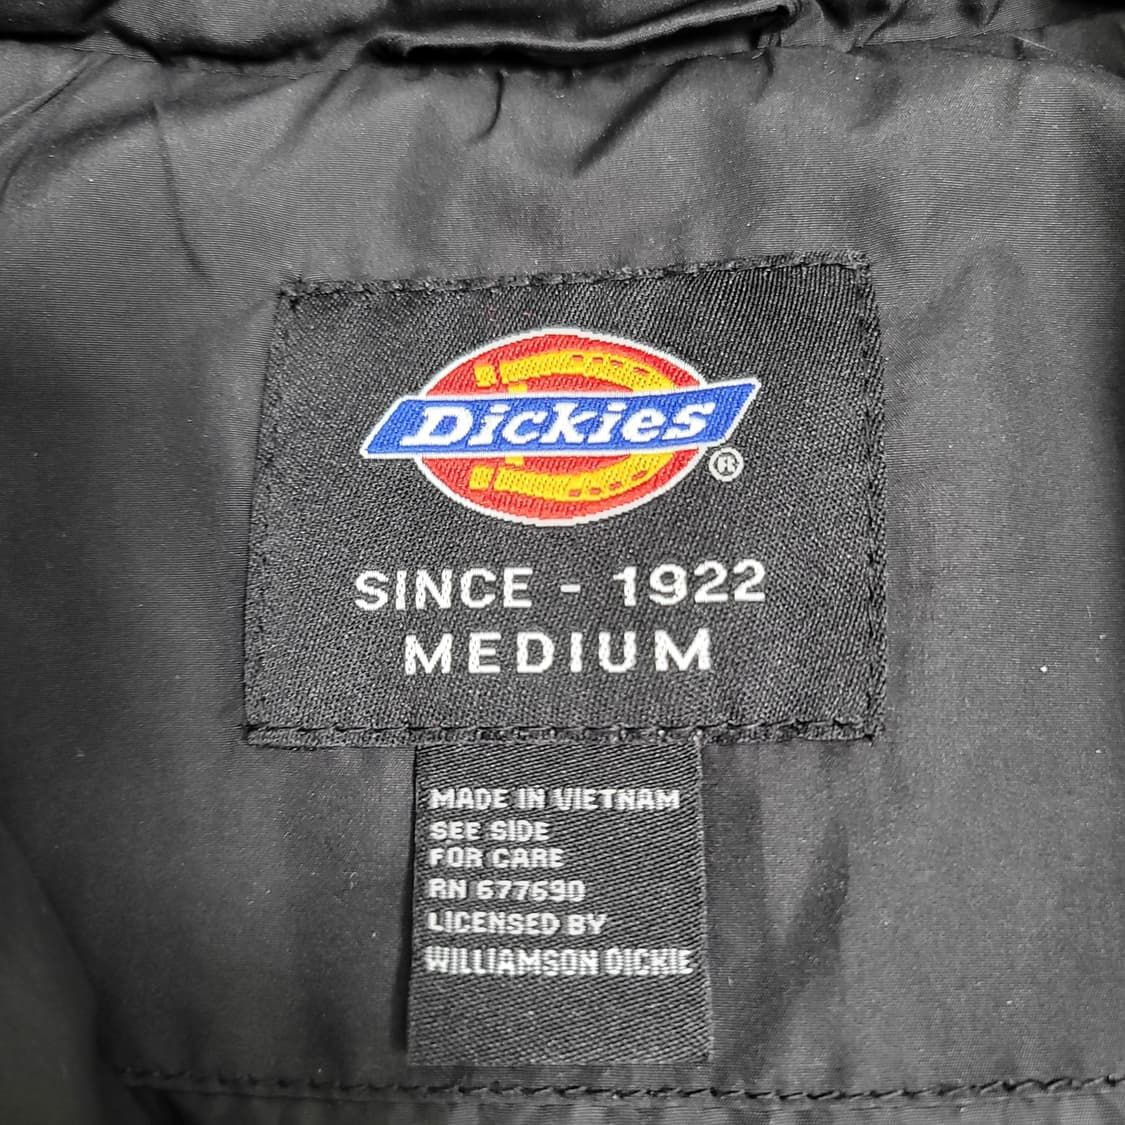 Dickies®
SINCE - 1922
MEDIUM
MADE IN VIETNAM
SEE SIDE
FOR CARE
RN 677690
LICENSED BY
WILLIAMSON DICKIE